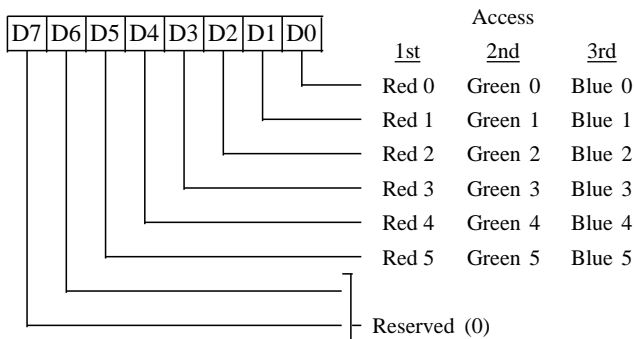 Access
D7 D6 D5 D4 D3 D2 D1 D0
1st 2nd 3rd
Red 0 Green 0 Blue 0
Red 1 Green 1 Blue 1
Red 2 Green 2 Blue 2
Red 3 Green 3 Blue 3
Red 4 Green 4 Blue 4
Red 5 Green 5 Blue 5
Reserved (0)